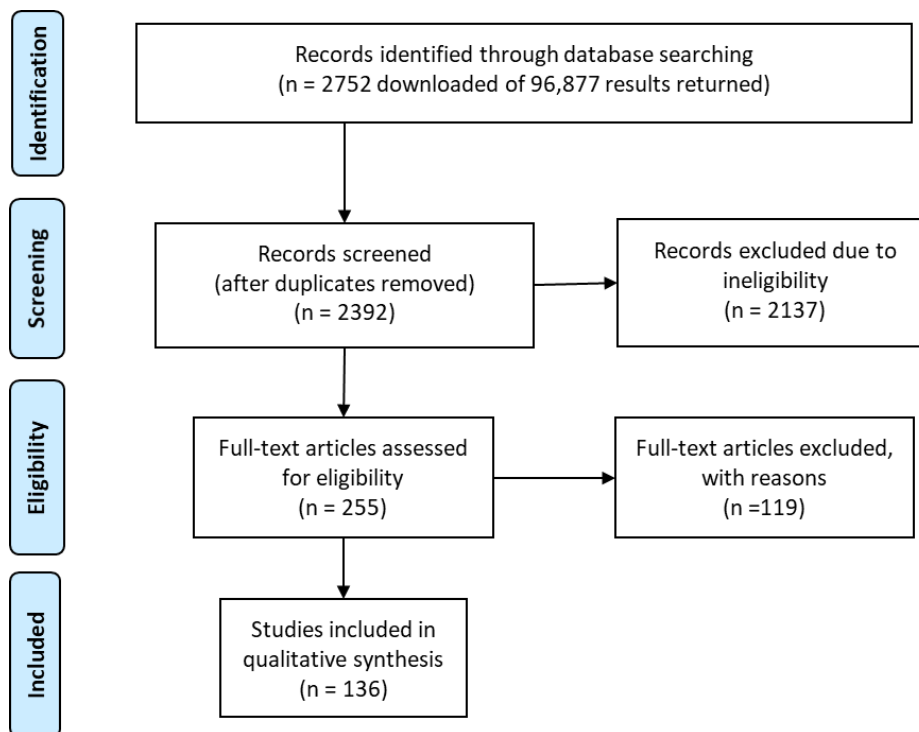 Identification
Records identified through database searching
(n = 2752 downloaded of 96,877 results returned)
Screening
Records screened
(after duplicates removed)
(n = 2392)
Records excluded due to
ineligibility
(n = 2137)
Eligibility
Full-text articles assessed
for eligibility
(n = 255)
Full-text articles excluded,
with reasons
(n =119)
Included
Studies included in
qualitative synthesis
(n = 136)